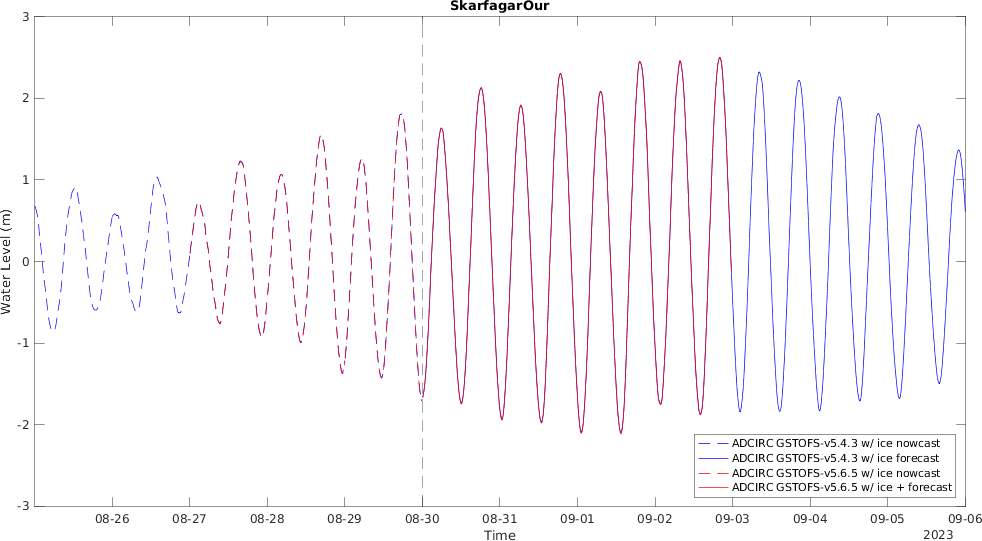 SkarfagarOur
Water Level (m)
3
2
1
0
-1
-2
-3
ADCIRC GSTOFS-v5.4.3 w/ ice nowcast
ADCIRC GSTOFS-v5.4.3 w/ ice forecast
ADCIRC GSTOFS-v5.6.5 w/ ice nowcast
ADCIRC GSTOFS-v5.6.5 w/ ice + forecast
08-26 08-27 08-28 08-29 08-30 08-31 09-01 09-02 09-03 09-04 09-05 09-06
Time
2023